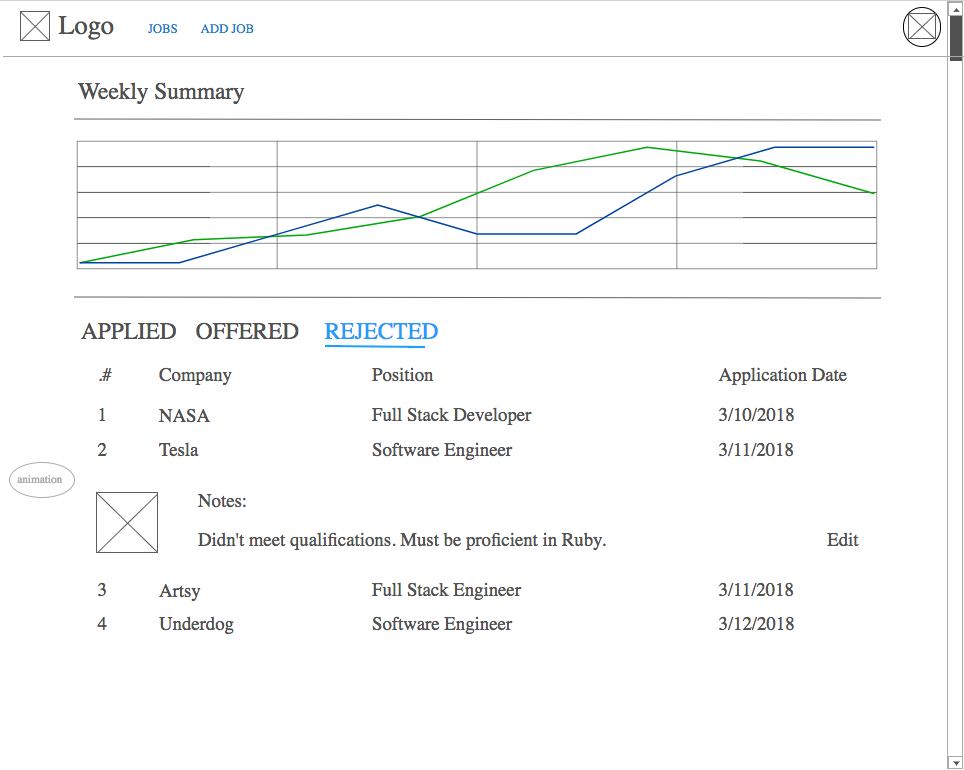 Logo JOBS ADD JOB
Weekly Summary
APPLIED OFFERED REJECTED
.# Company Position Application Date
1 NASA Full Stack Developer 3/10/2018
2 Tesla Software Engineer 3/11/2018
animation
Notes:
Didn't meet qualifications. Must be proficient in Ruby. Edit
3 Artsy Full Stack Engineer 3/11/2018
4 Underdog Software Engineer 3/12/2018